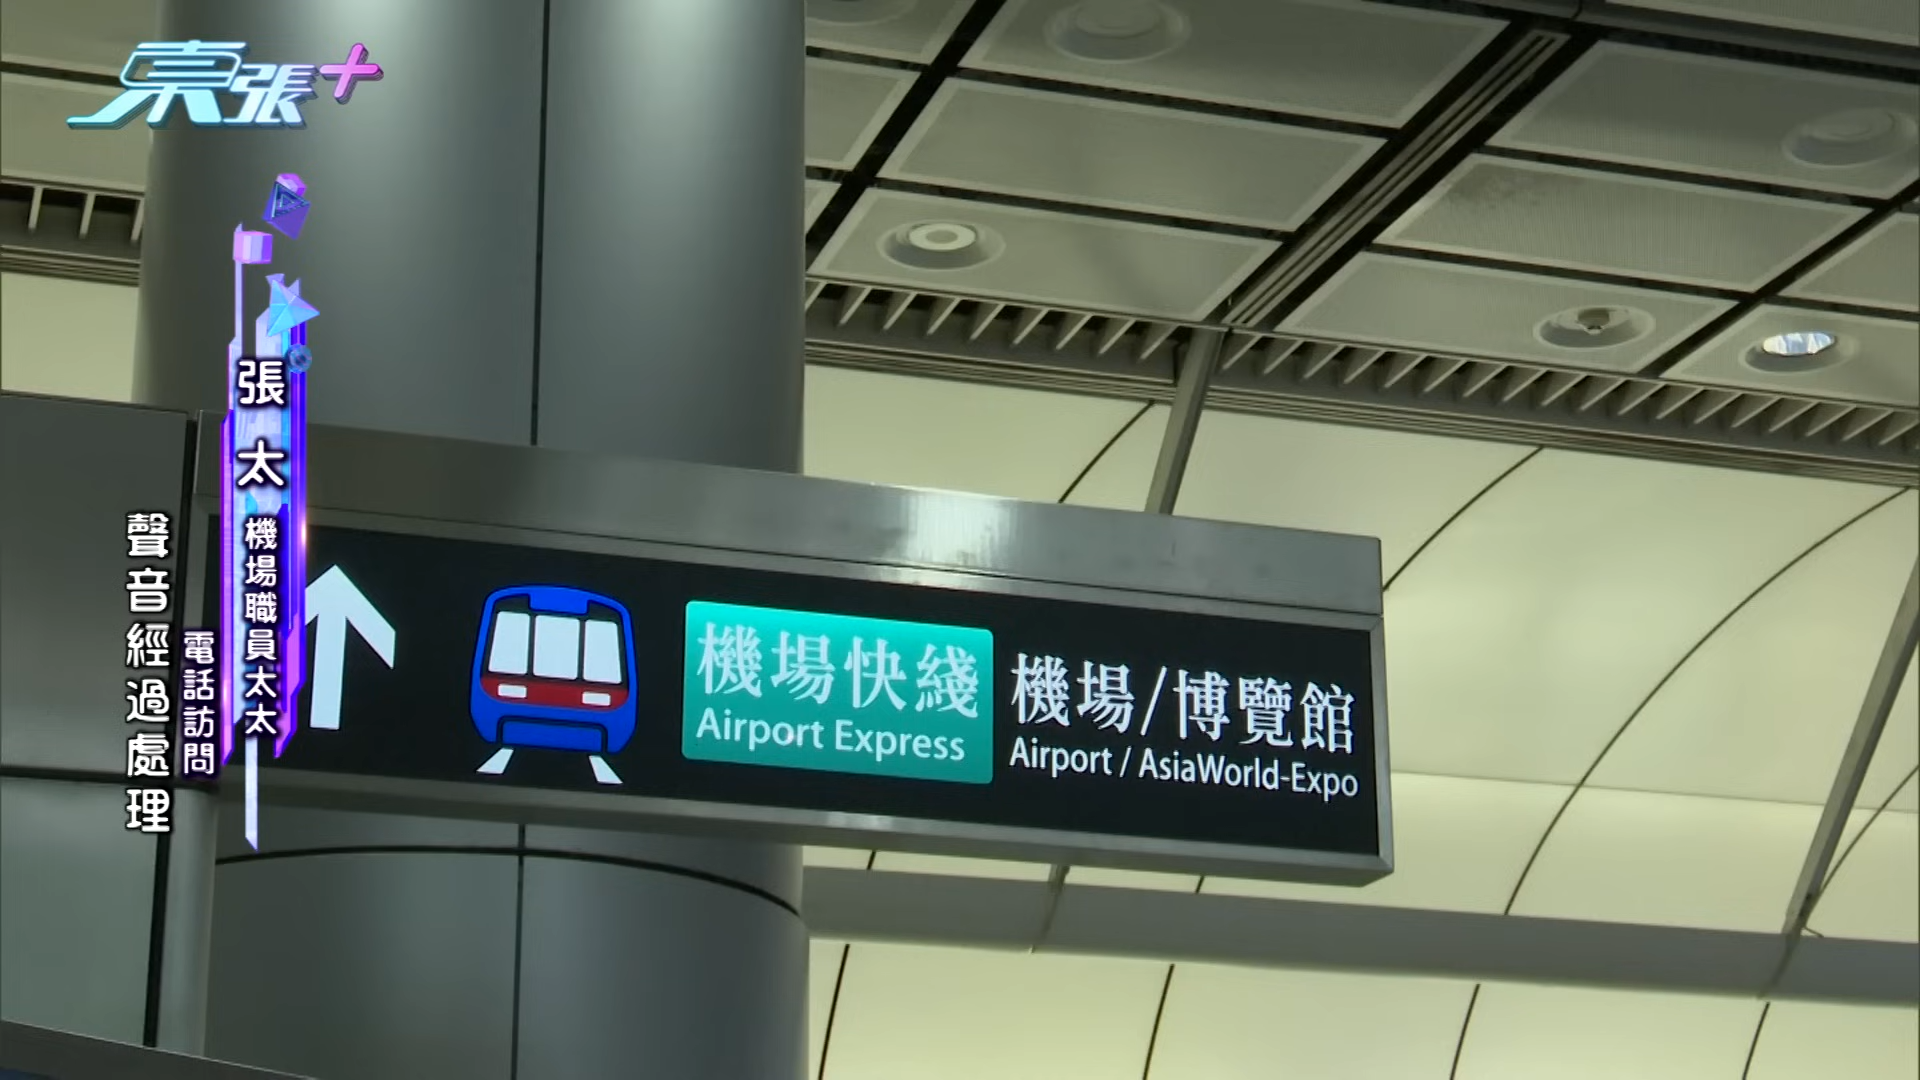 東張+
張太
機場職員太太
電話訪問
聲音經過處理
機場快綫
Airport Express
機場/博覽館
Airport / AsiaWorld-Expo